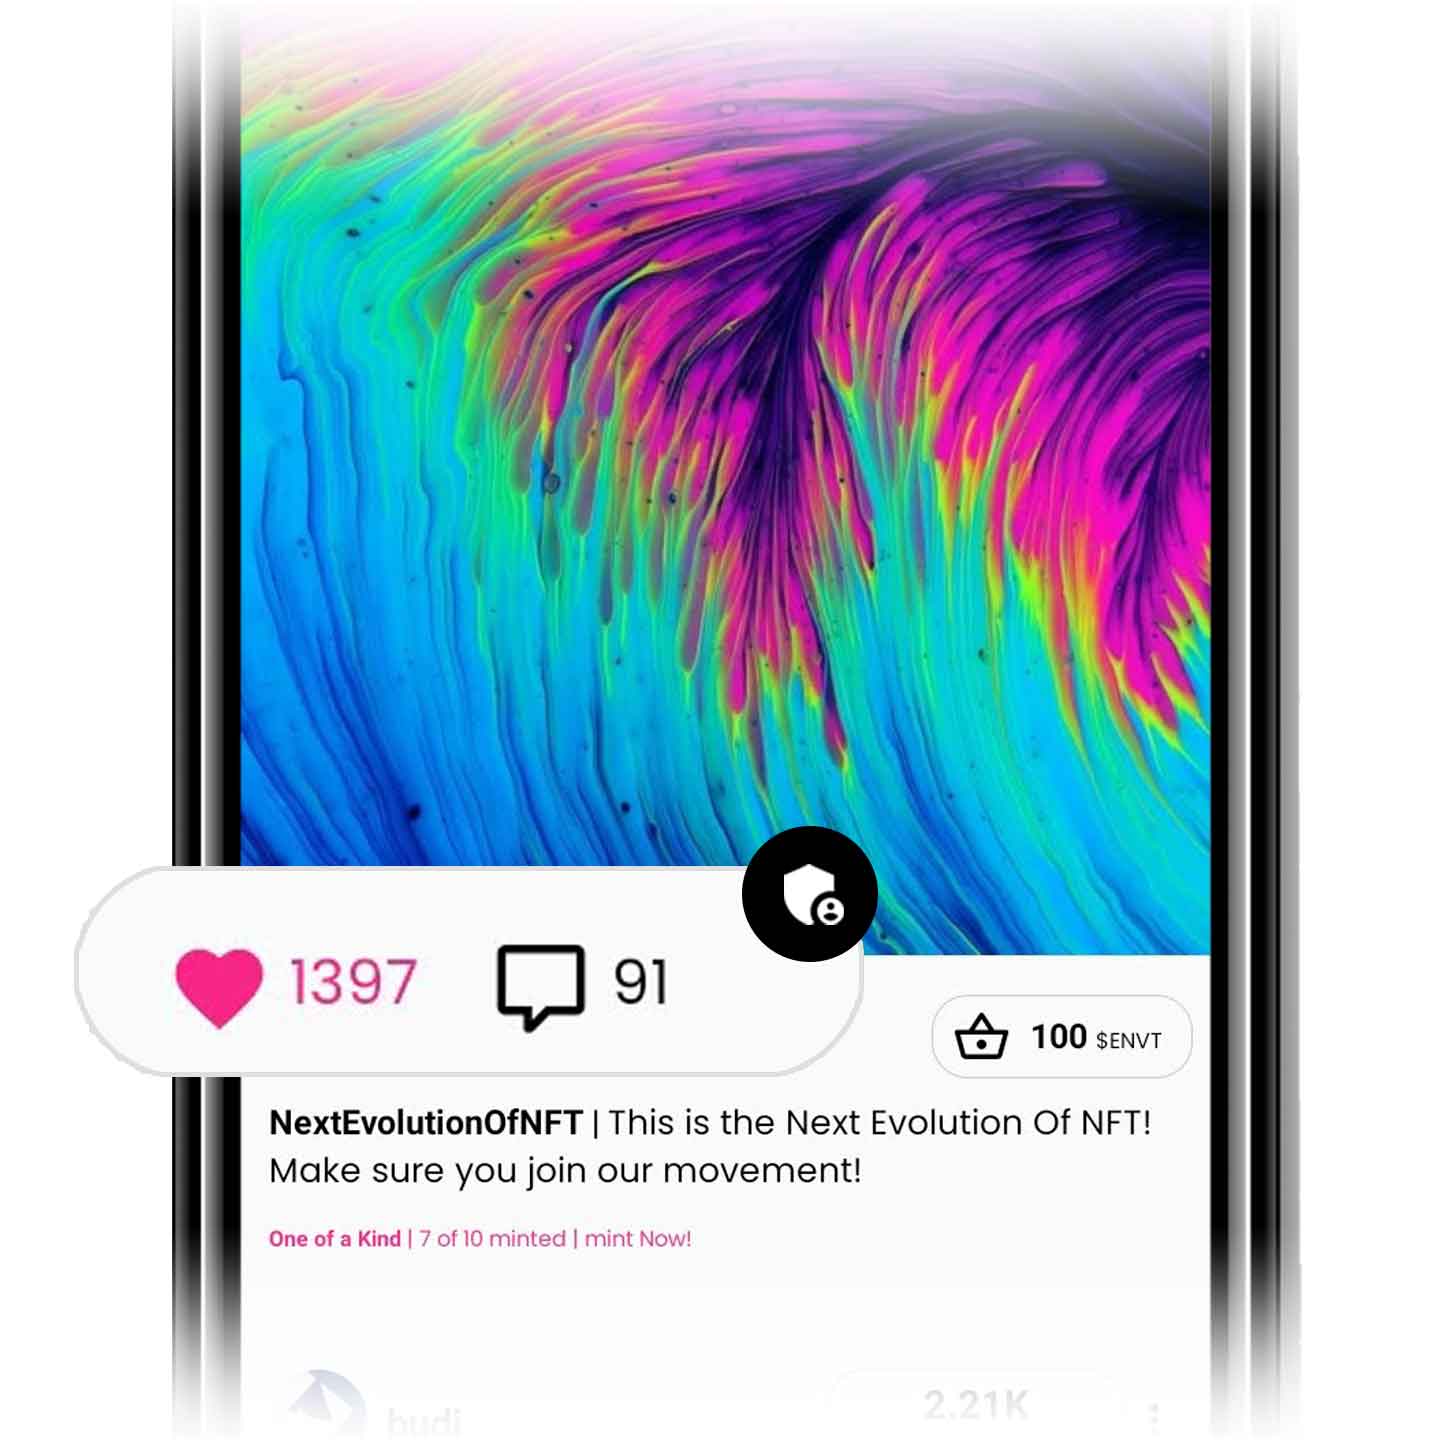 1397 91
100 $ENVT
NextEvolutionOfNFT | This is the Next Evolution Of NFT!
Make sure you join our movement!
One of a Kind | 7 of 10 minted | mint Now!
budi 2.21K